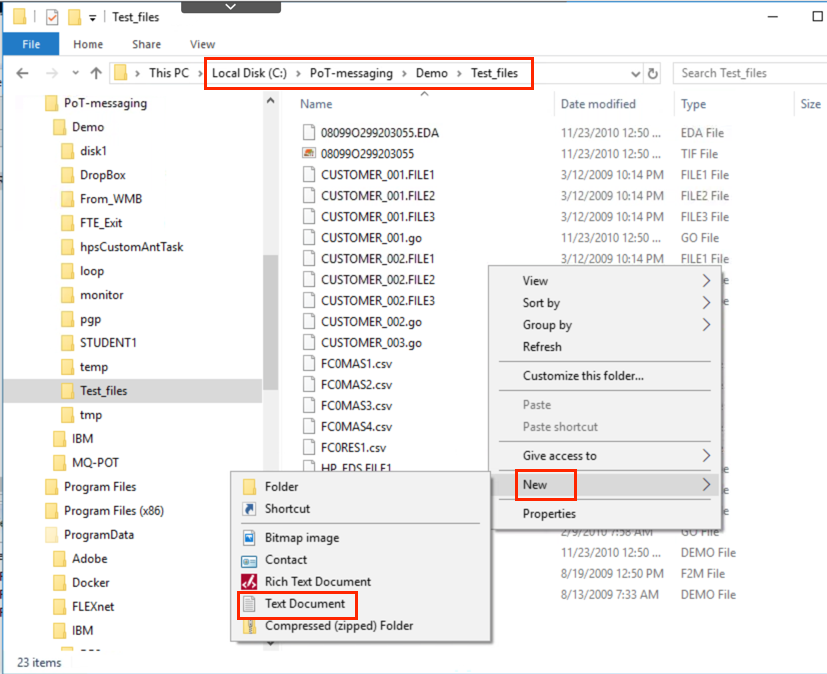 Test_files
File Home Share View
This PC Local Disk (C:) PoT-messaging Demo Test_files Search Test_files
PoT-messaging
Demo
disk1
DropBox
From_WMB
FTE_Exit
hpsCustomAntTask
loop
monitor
pgp
STUDENT1
temp
Test_files
tmp
IBM
MQ-POT
Program Files
Program Files (x86)
ProgramData
Adobe
Docker
FLEXnet
IBM
Name Date modified Type Size
08099O299203055.EDA 11/23/2010 12:50 ... EDA File
08099O299203055 11/23/2010 12:50 ... TIF File
CUSTOMER_001.FILE1 3/12/2009 10:14 PM FILE1 File
CUSTOMER_001.FILE2 3/12/2009 10:14 PM FILE2 File
CUSTOMER_001.FILE3 3/12/2009 10:14 PM FILE3 File
CUSTOMER_001.go 11/23/2010 12:50 ... GO File
CUSTOMER_002.FILE1 3/12/2009 10:14 PM FILE1 File
CUSTOMER_002.FILE2
CUSTOMER_002.FILE3
CUSTOMER_002.go
CUSTOMER_003.go
FC0MAS1.csv
FC0MAS2.csv
FC0MAS3.csv
FC0MAS4.csv
FC0RES1.csv
HP_EDS.FILE1
2/9/2010 7:58 AM GO File
11/23/2010 12:50 ... DEMO File
8/19/2009 12:50 PM F2M File
8/13/2009 7:33 AM DEMO File
View
Sort by
Group by
Refresh
Customize this folder...
Paste
Paste shortcut
Give access to
New
Properties
Folder
Shortcut
Bitmap image
Contact
Rich Text Document
Text Document
Compressed (zipped) Folder
23 items